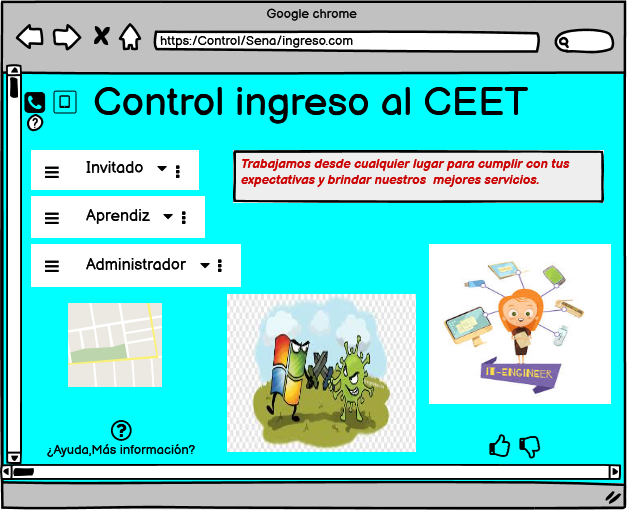 Google chrome
https:/Control/Sena/ingreso.com
Control ingreso al CEET
?
Invitado
Trabajamos desde cualquier lugar para cumplir con tus
expectativas y brindar nuestros mejores servicios.
Aprendiz
Administrador
IT-ENGINEER
?
¿Ayuda,Más información?